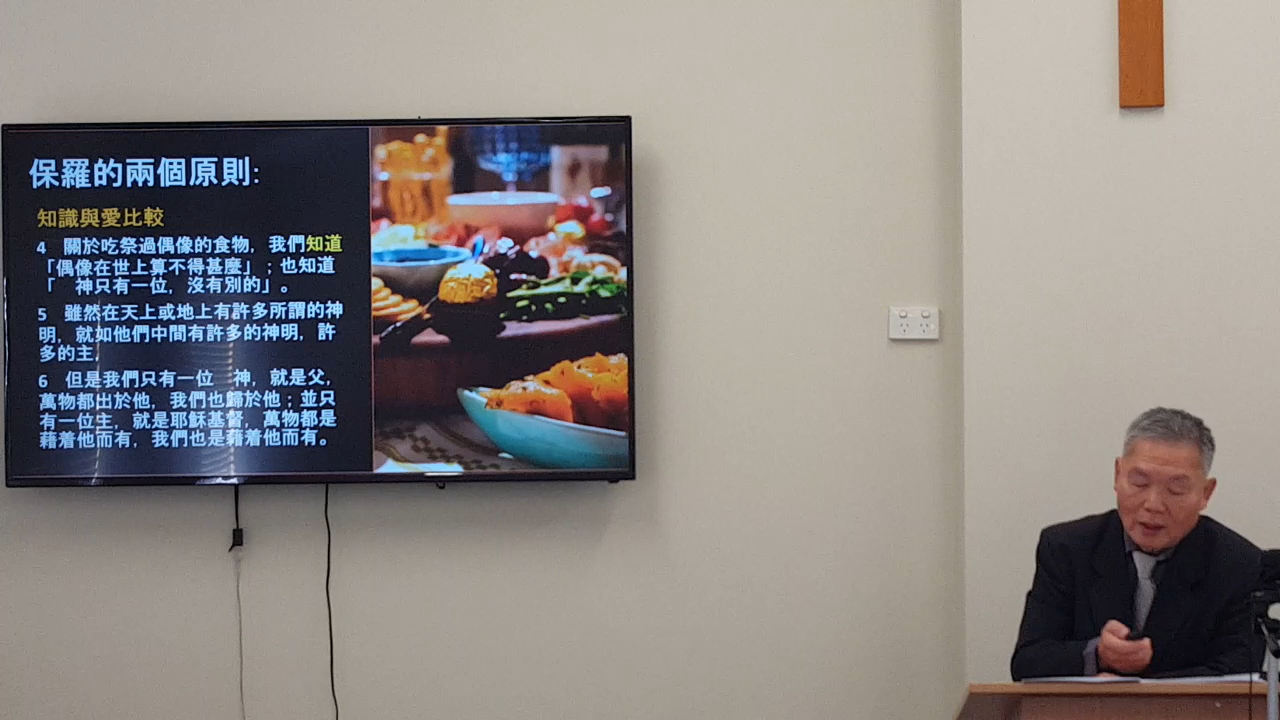 保羅的兩個原則:
知識與愛比較
4 關於吃祭過偶像的食物，我們知道
「偶像在世上算不得甚麼」；也知道
「 神只有一位，沒有別的」。
5 雖然在天上或地上有許多所謂的神
明，就如他們中間有許多的神明，許
多的主，
6 但是我們只有一位 神，就是父，
萬物都出於他，我們也歸於他；並只
有一位主，就是耶穌基督，萬物都是
藉着他而有，我們也是藉着他而有。